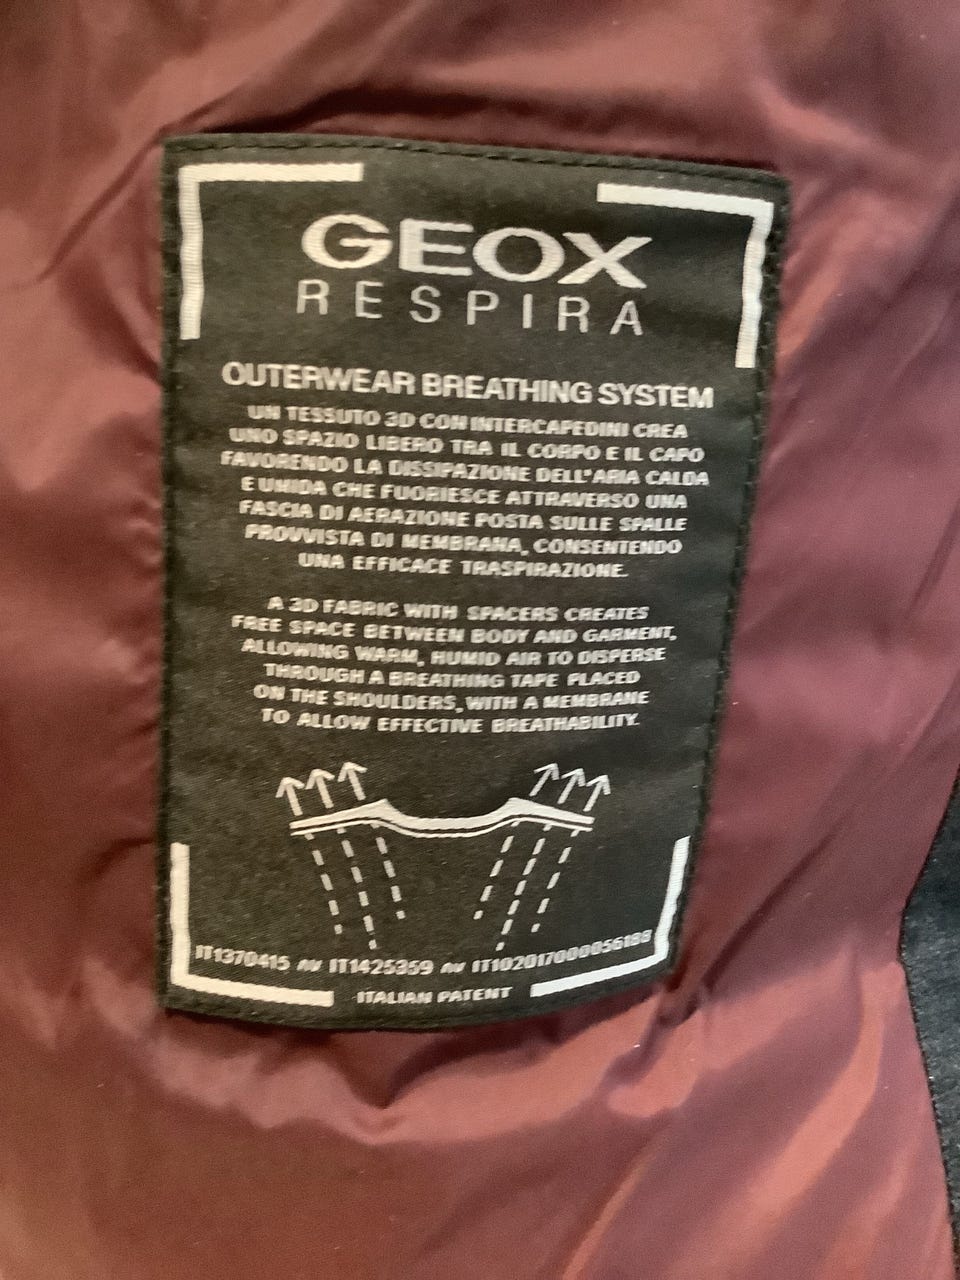 GEOX
RESPIRA
OUTERWEAR BREATHING SYSTEM
UN TESSUTO 3D CON INTERCAPEDINI CREA
UNO SPAZIO LIBERO TRA IL CORPO E IL CAPO
FAVORENDO LA DISSIPAZIONE DELL'ARIA CALDA
E UMIDA CHE FUORIESCE ATTRAVERSO UNA
FASCIA DI AERAZIONE POSTA SULLE SPALLE
PROVVISTA DI MEMBRANA, CONSENTENDO
UNA EFFICACE TRASPIRAZIONE.
A 3D FABRIC WITH SPACERS CREATES
FREE SPACE BETWEEN BODY AND GARMENT,
ALLOWING WARM, HUMID AIR TO DISPERSE
THROUGH A BREATHING TAPE PLACED
ON THE SHOULDERS, WITH A MEMBRANE
TO ALLOW EFFECTIVE BREATHABILITY.
IT1370415 AV IT1425359 AV IT102017000056188
ITALIAN PATENT